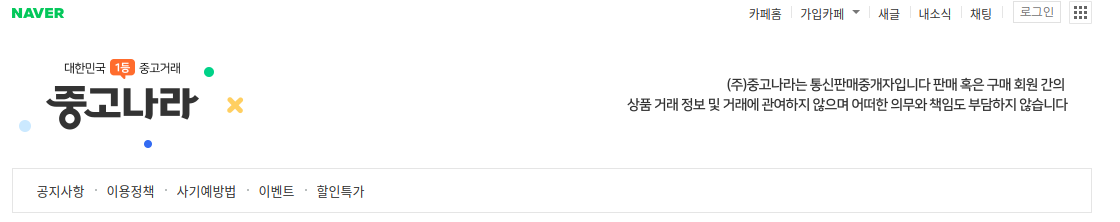 NAVER
카페홈 가입카페 새글 내소식 채팅 로그인
대한민국 1등 중고거래
중고나라
(주)중고나라는 통신판매중개자입니다 판매 혹은 구매 회원 간의
상품 거래 정보 및 거래에 관여하지 않으며 어떠한 의무와 책임도 부담하지 않습니다
공지사항 · 이용정책 · 사기예방법 · 이벤트 · 할인특가